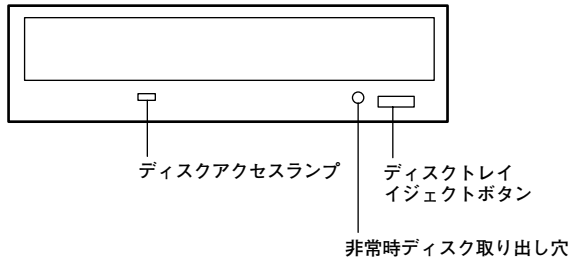 ディスクアクセスランプ
ディスクトレイ
イジェクトボタン
非常時ディスク取り出し穴